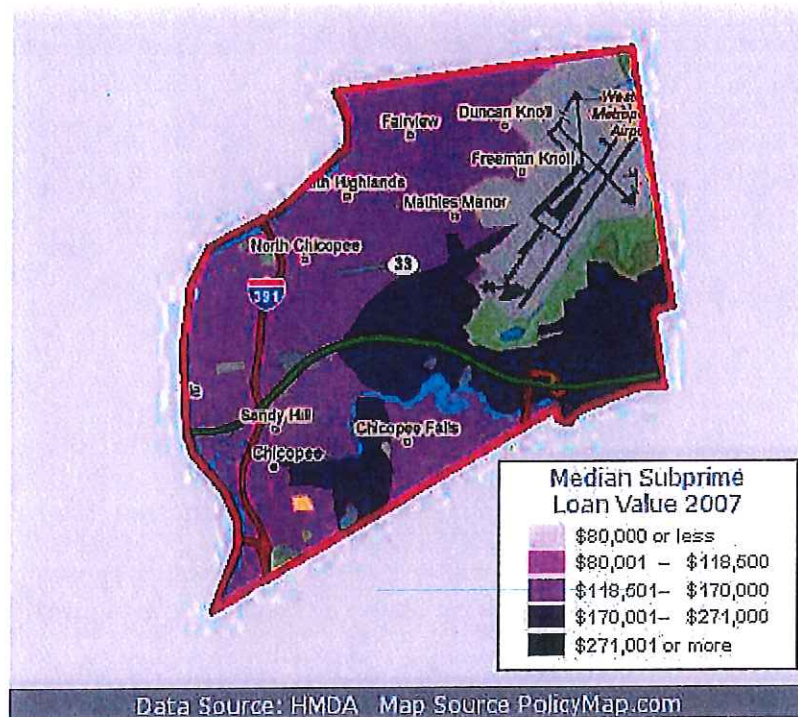 Fairview
Duncan Knoll
Freeman Knoll
Highlands
Mathies Manor
North Chicopee
33
391
Sandy Hill
Chicopee
Chicopee Falls
Median Subprime
Loan Value 2007
$80,000 or less
$80,001 – $118,500
$118,501– $170,000
$170,001– $271,000
$271,001 or more
Data Source: HMDA Map Source PolicyMap.com